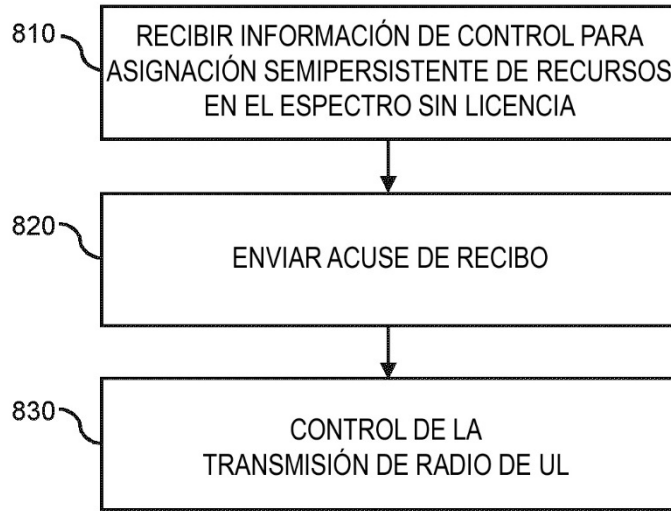 810
RECIBIR INFORMACIÓN DE CONTROL PARA
ASIGNACIÓN SEMIPERSISTENTE DE RECURSOS
EN EL ESPECTRO SIN LICENCIA
820
ENVIAR ACUSE DE RECIBO
830
CONTROL DE LA
TRANSMISIÓN DE RADIO DE UL